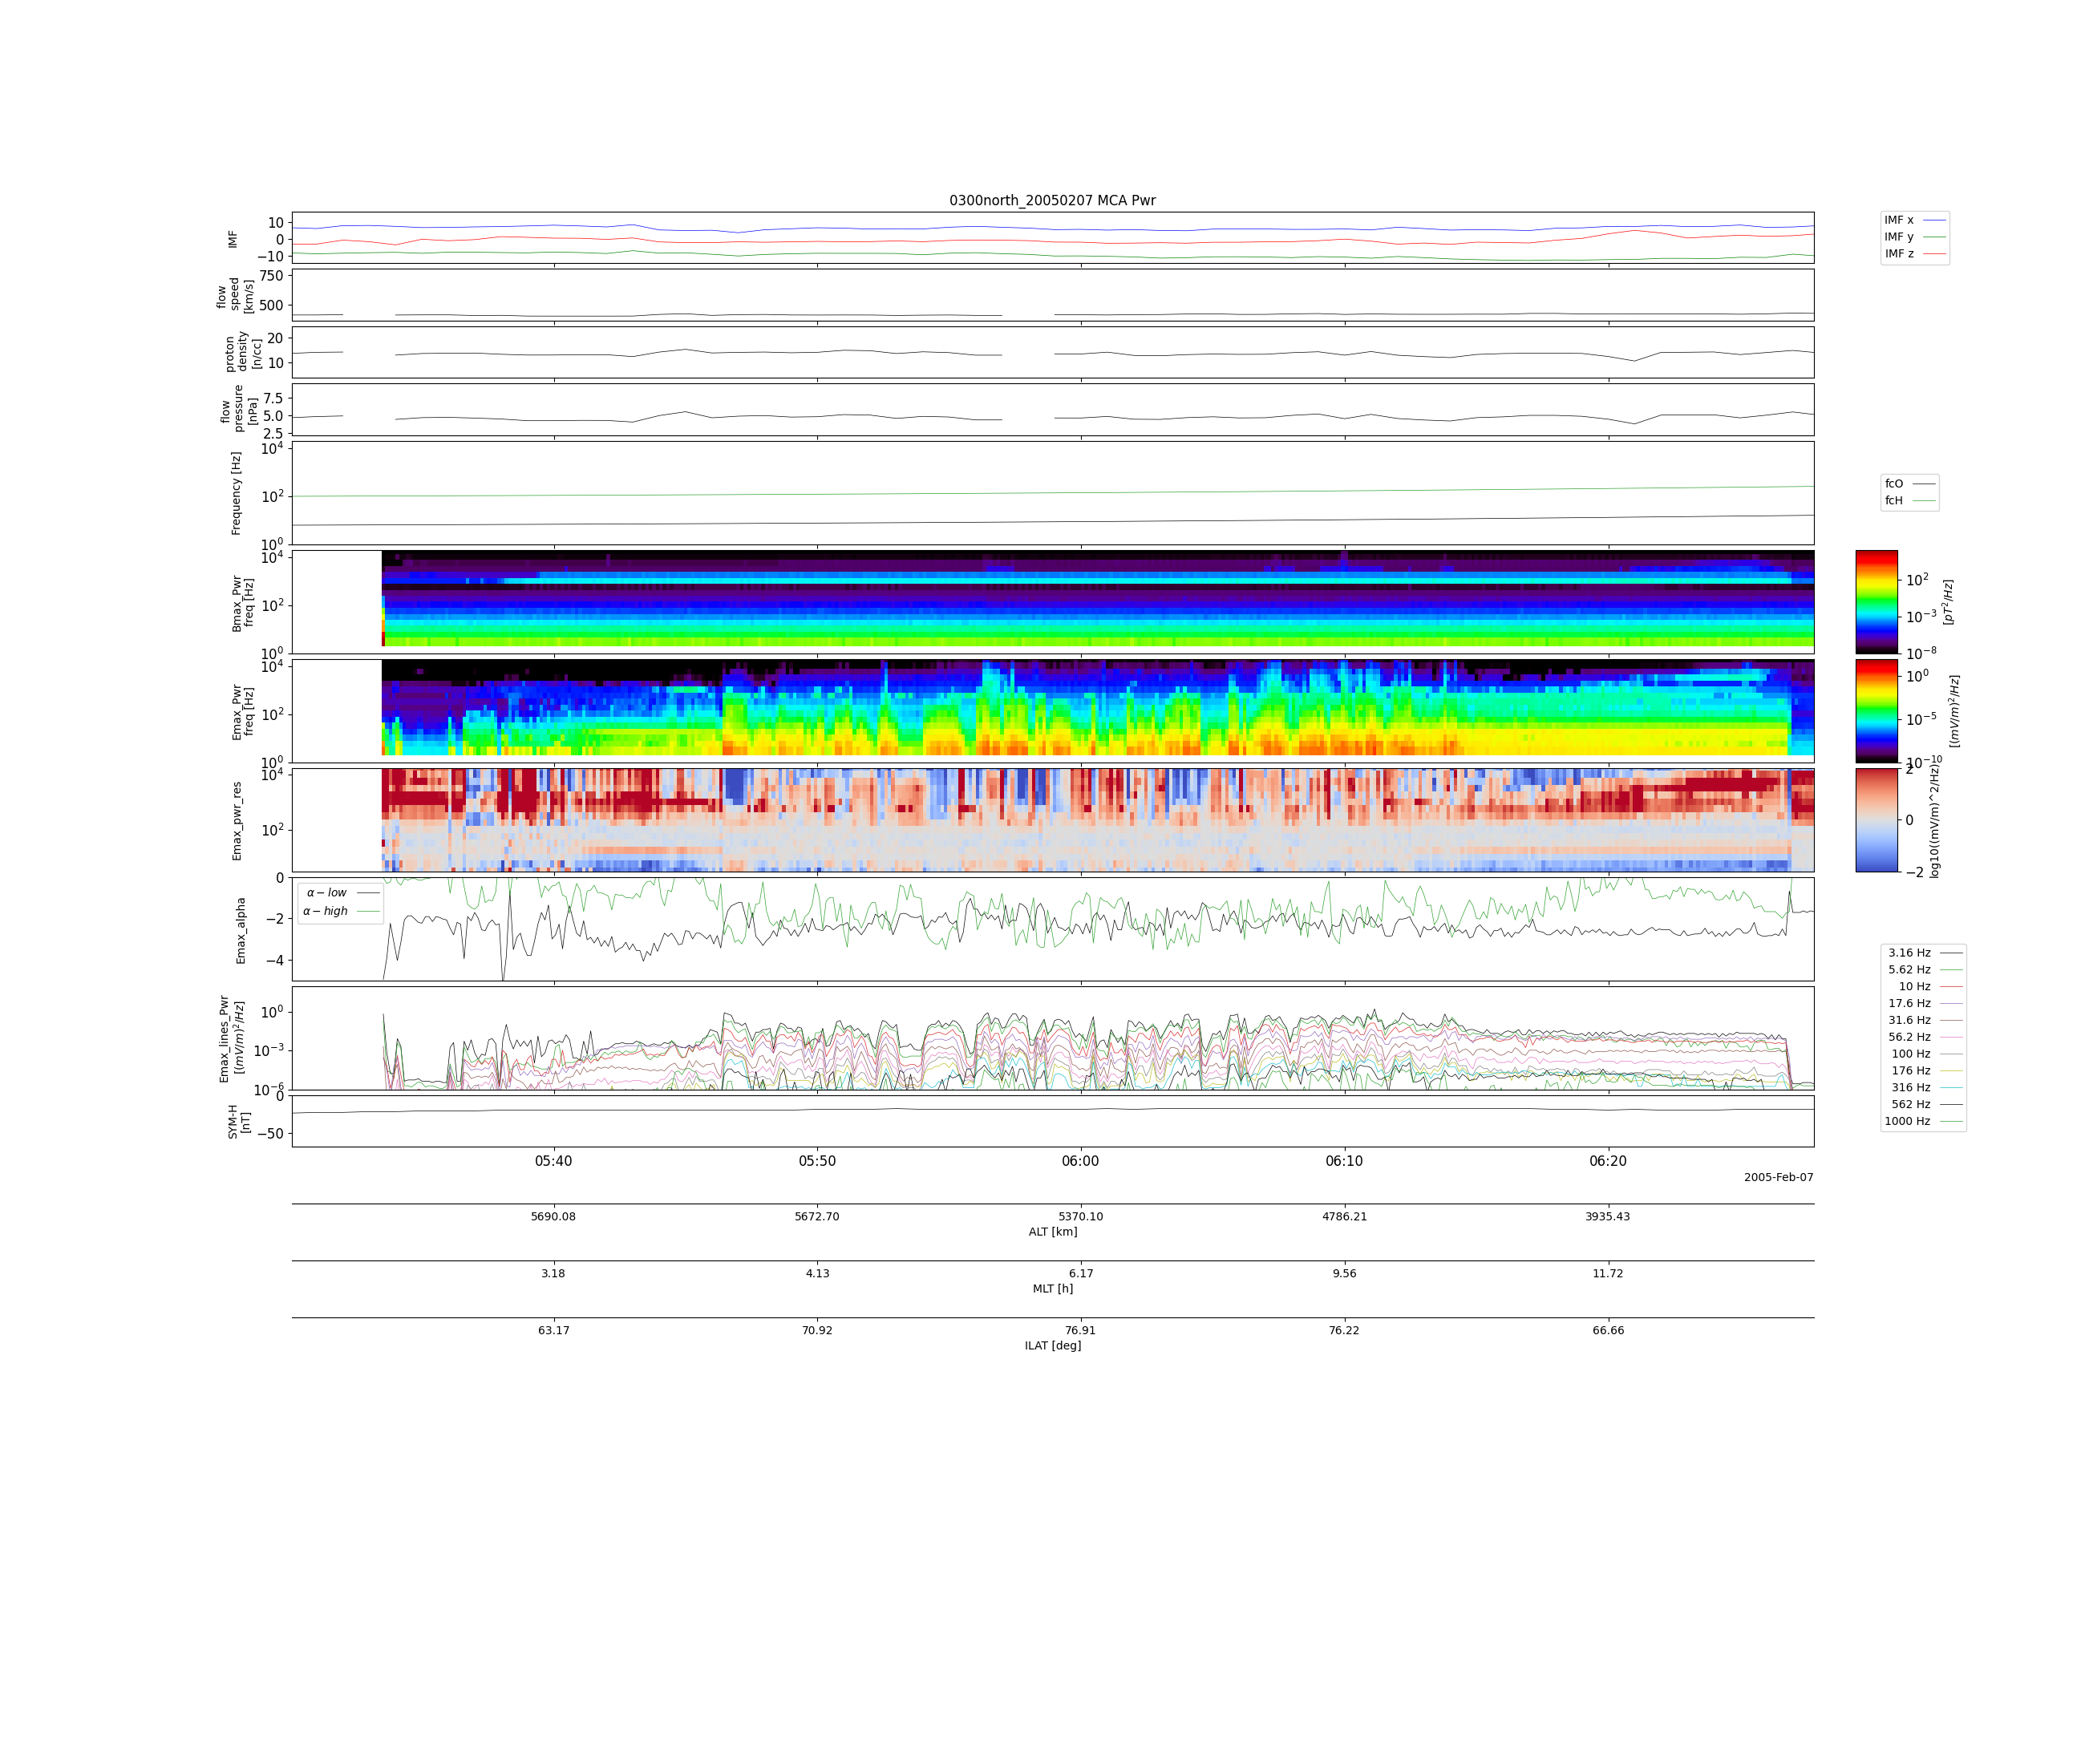 0300north_20050207 MCA Pwr
IMF
10
0
−10
IMF x
IMF y
IMF z
flow
speed
[km/s]
750
500
proton
density
[n/cc]
20
10
flow
pressure
[nPa]
7.5
5.0
2.5
Frequency [Hz]
10^4
10^2
10^0
fcO
fcH
Bmax_Pwr
freq [Hz]
10^4
10^2
10^0
10^2
10^−3
10^−8
[pT^2/Hz]
Emax_Pwr
freq [Hz]
10^4
10^2
10^0
10^0
10^−5
10^−10
[(mV/m)^2/Hz]
Emax_pwr_res
10^4
10^2
2
0
−2
log10((mV/m)^2/Hz)
Emax_alpha
0
−2
−4
α − low
α − high
Emax_lines_Pwr
[(mV/m)^2/Hz]
10^0
10^−3
10^−6
3.16 Hz
5.62 Hz
10 Hz
17.6 Hz
31.6 Hz
56.2 Hz
100 Hz
176 Hz
316 Hz
562 Hz
1000 Hz
SYM-H
[nT]
0
−50
05:40 05:50 06:00 06:10 06:20
2005-Feb-07
5690.08 5672.70 5370.10 4786.21 3935.43
ALT [km]
3.18 4.13 6.17 9.56 11.72
MLT [h]
63.17 70.92 76.91 76.22 66.66
ILAT [deg]